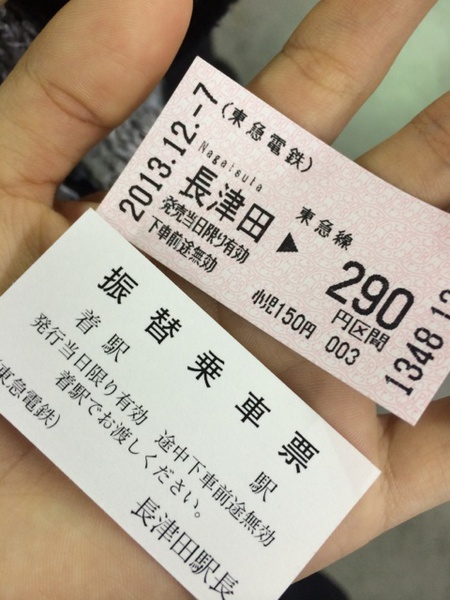 2013.12.-7
(東急電鉄)
Nagatsuta
長津田 ▶ 東急線
290円区間
発売当日限り有効
下車前途無効
小児150円 003
1348
振替乗車票
着駅 駅
発行当日限り有効 途中下車前途無効
着駅でお渡しください。
東急電鉄)
長津田駅長